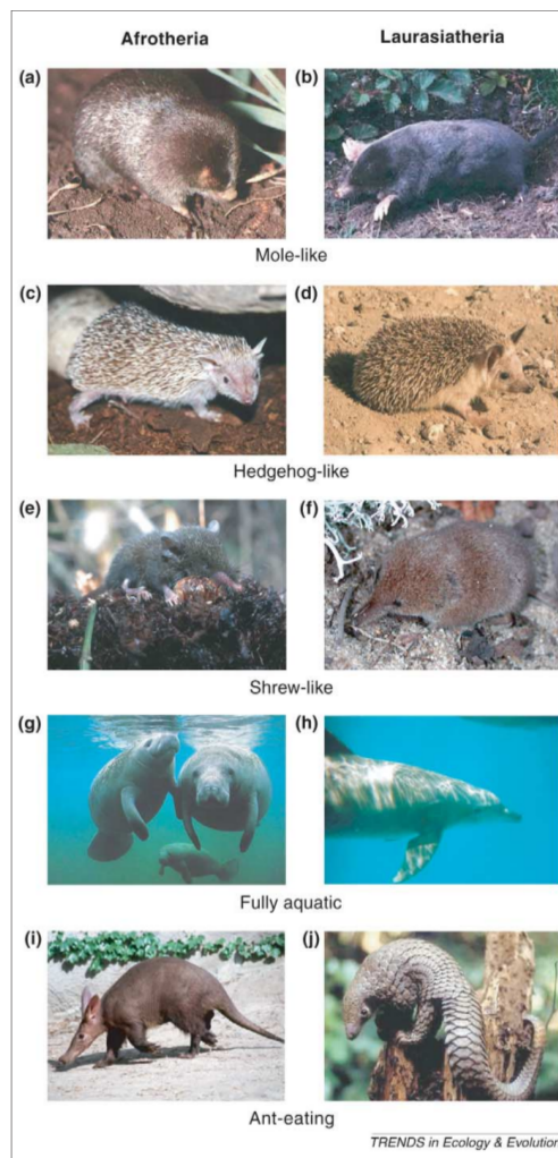 Afrotheria Laurasiatheria
(a) (b)
Mole-like
(c) (d)
Hedgehog-like
(e) (f)
Shrew-like
(g) (h)
Fully aquatic
(i) (j)
Ant-eating
TRENDS in Ecology & Evolution